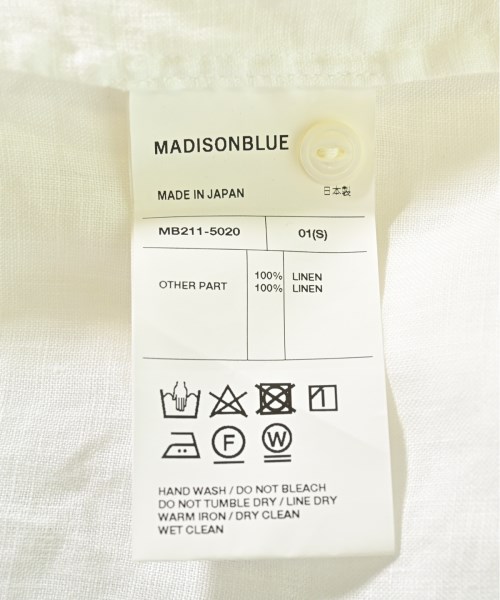 MADISONBLUE
MADE IN JAPAN 日本製
MB211-5020 01(S)
100% LINEN
OTHER PART 100% LINEN
F W
HAND WASH / DO NOT BLEACH
DO NOT TUMBLE DRY / LINE DRY
WARM IRON / DRY CLEAN
WET CLEAN